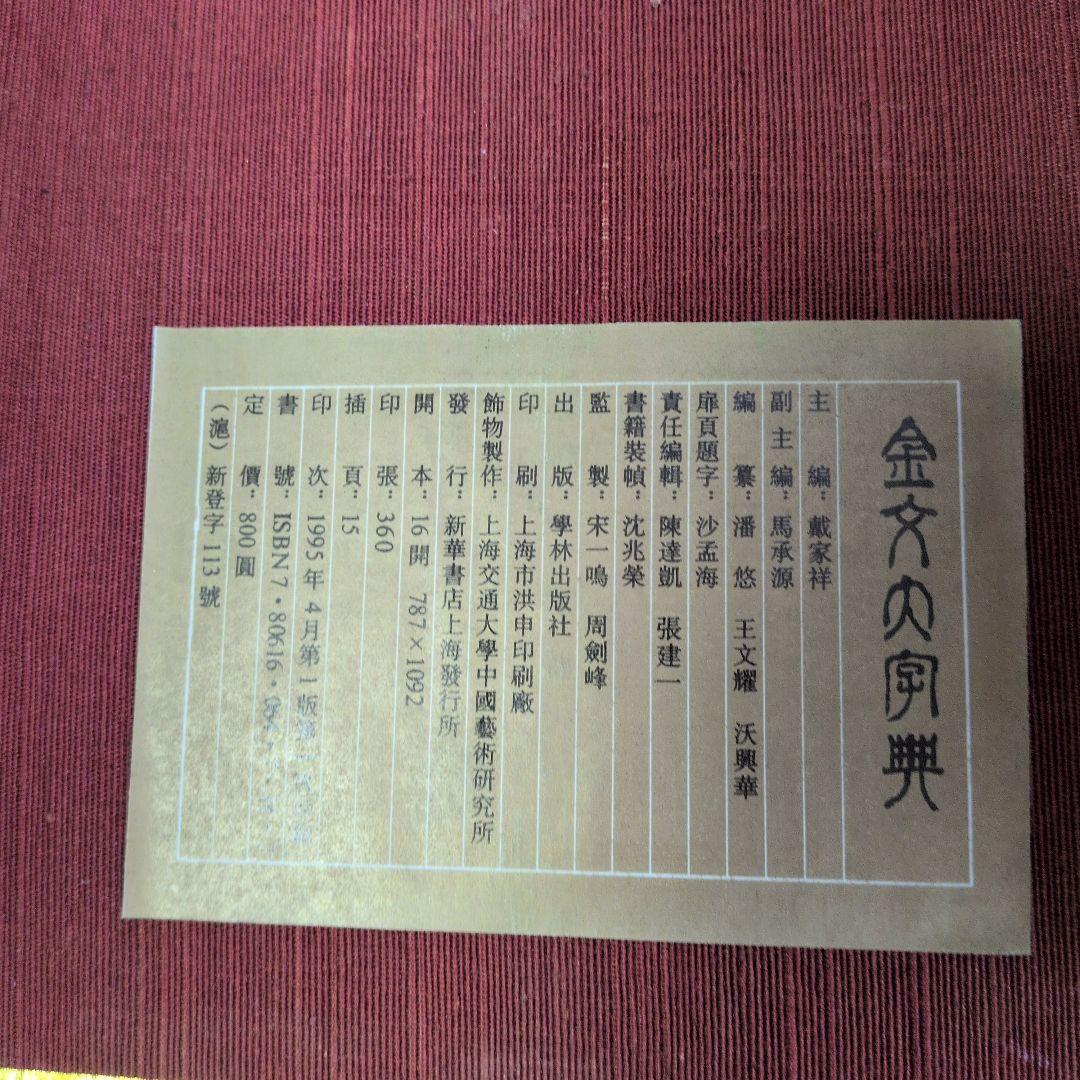 金文大字典
主編：戴家祥
副主編：馬承源
編纂：潘悠 王文耀 沃興華
扉頁題字：沙孟海
責任編輯：陳達凱 張建一
書籍裝幀：沈兆榮
監製：宋一鳴 周劍峰
出版：學林出版社
印刷：上海市洪申印刷廠
飾物製作：上海交通大學中國藝術研究所
發行：新華書店上海發行所
開本：16開 787×1092
印張：360
插頁：15
印次：1995年4月第1版第
書號：ISBN7·80616·
定價：800圓
（滬）新登字113號